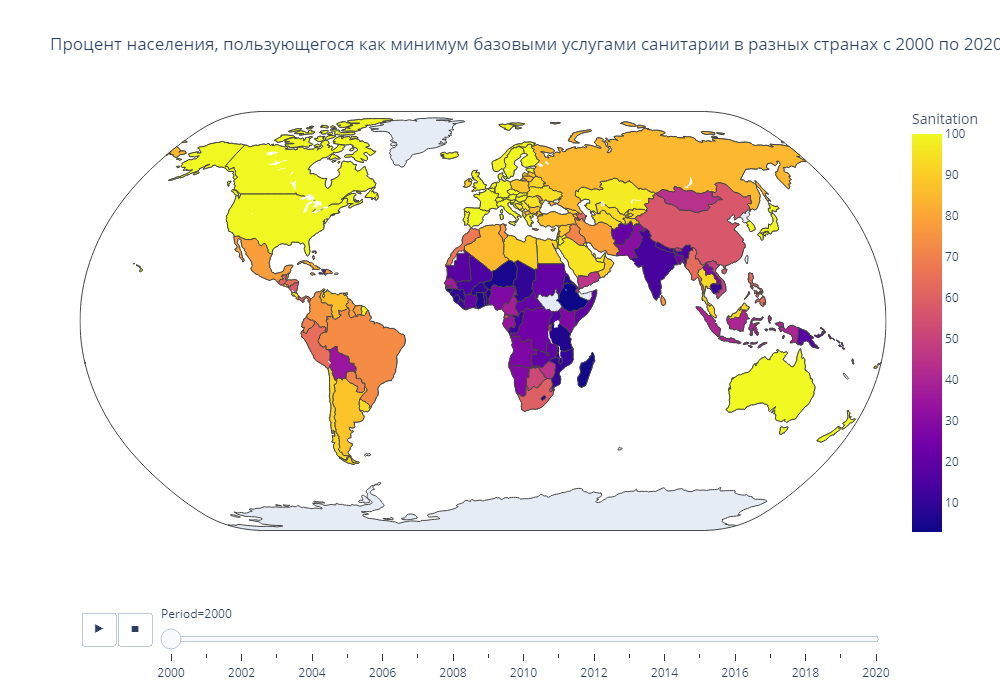 Процент населения, пользующегося как минимум базовыми услугами санитарии в разных странах с 2000 по 2020
Sanitation
100
90
80
70
60
50
40
30
20
10
Period=2000
2000 2002 2004 2006 2008 2010 2012 2014 2016 2018 2020